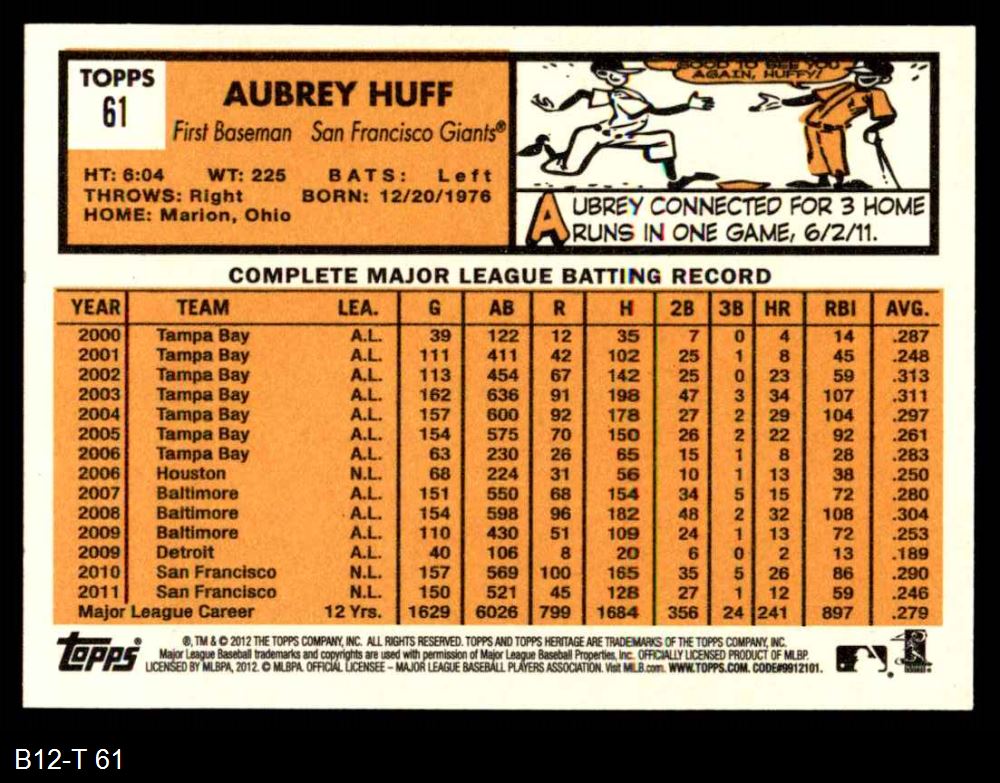 TOPPS
61
AUBREY HUFF
First Baseman San Francisco Giants®
HT: 6:04 WT: 225 BATS: Left
THROWS: Right BORN: 12/20/1976
HOME: Marion, Ohio
GOOD TO SEE YOU
AGAIN, HUFFY!
AUBREY CONNECTED FOR 3 HOME
RUNS IN ONE GAME, 6/2/11.
COMPLETE MAJOR LEAGUE BATTING RECORD
YEAR TEAM LEA. G AB R H 2B 3B HR RBI AVG.
2000 Tampa Bay A.L. 39 122 12 35 7 0 4 14 .287
2001 Tampa Bay A.L. 111 411 42 102 25 1 8 45 .248
2002 Tampa Bay A.L. 113 454 67 142 25 0 23 59 .313
2003 Tampa Bay A.L. 162 636 91 198 47 3 34 107 .311
2004 Tampa Bay A.L. 157 600 92 178 27 2 29 104 .297
2005 Tampa Bay A.L. 154 575 70 150 26 2 22 92 .261
2006 Tampa Bay A.L. 63 230 26 65 15 1 8 28 .283
2006 Houston N.L. 68 224 31 56 10 1 13 38 .250
2007 Baltimore A.L. 151 550 68 154 34 5 15 72 .280
2008 Baltimore A.L. 154 598 96 182 48 2 32 108 .304
2009 Baltimore A.L. 110 430 51 109 24 1 13 72 .253
2009 Detroit A.L. 40 106 8 20 6 0 2 13 .189
2010 San Francisco N.L. 157 569 100 165 35 5 26 86 .290
2011 San Francisco N.L. 150 521 45 128 27 1 12 59 .246
Major League Career 12 Yrs. 1629 6026 799 1684 356 24 241 897 .279
Topps®
®, TM & © 2012 THE TOPPS COMPANY, INC. ALL RIGHTS RESERVED. TOPPS AND TOPPS HERITAGE ARE TRADEMARKS OF THE TOPPS COMPANY, INC.
Major League Baseball trademarks and copyrights are used with permission of Major League Baseball Properties, Inc. OFFICIALLY LICENSED PRODUCT OF MLBP.
LICENSED BY MLBPA, 2012. © MLBPA. OFFICIAL LICENSEE – MAJOR LEAGUE BASEBALL PLAYERS ASSOCIATION. Visit MLB.com. WWW.TOPPS.COM. CODE#9912101.
B12-T 61